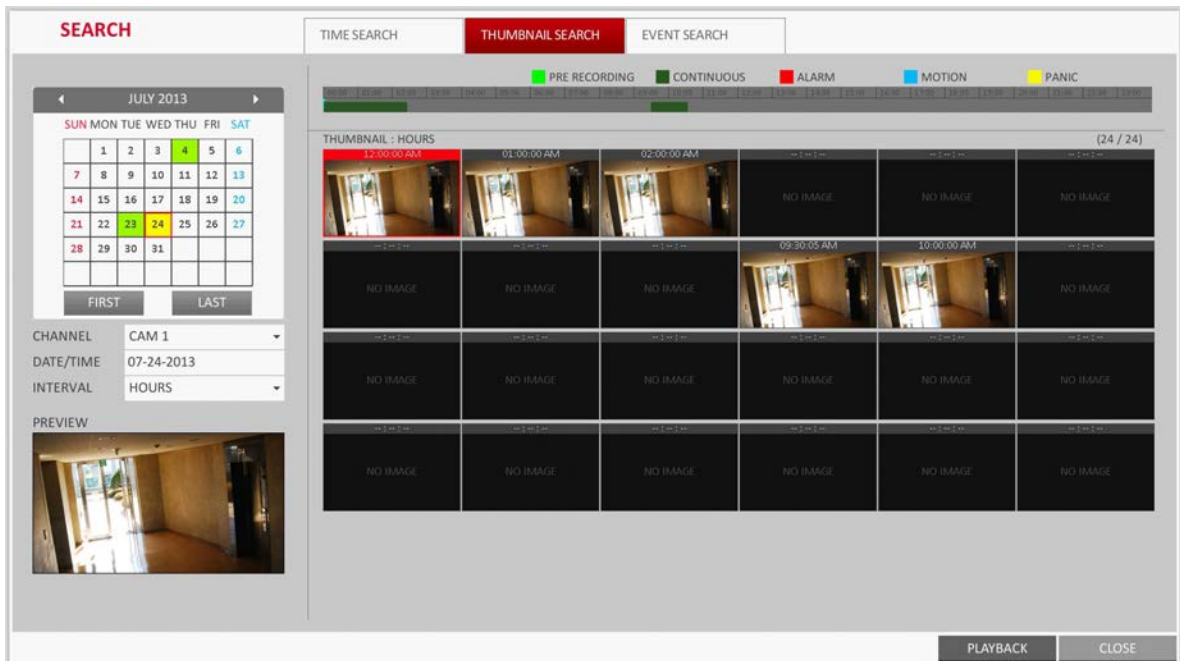 SEARCH
TIME SEARCH
THUMBNAIL SEARCH
EVENT SEARCH
PRE RECORDING
CONTINUOUS
ALARM
MOTION
PANIC
JULY 2013
SUN MON TUE WED THU FRI SAT
1 2 3 4 5 6
7 8 9 10 11 12 13
14 15 16 17 18 19 20
21 22 23 24 25 26 27
28 29 30 31
FIRST
LAST
CHANNEL CAM 1
DATE/TIME 07-24-2013
INTERVAL HOURS
PREVIEW
THUMBNAIL : HOURS (24 / 24)
12:00:00 AM 01:00:00 AM 02:00:00 AM -- : -- : -- -- : -- : -- -- : -- : --
NO IMAGE NO IMAGE NO IMAGE
-- : -- : -- -- : -- : -- -- : -- : -- 09:30:05 AM 10:00:00 AM -- : -- : --
NO IMAGE NO IMAGE NO IMAGE NO IMAGE
-- : -- : -- -- : -- : -- -- : -- : -- -- : -- : -- -- : -- : -- -- : -- : --
NO IMAGE NO IMAGE NO IMAGE NO IMAGE NO IMAGE NO IMAGE
-- : -- : -- -- : -- : -- -- : -- : -- -- : -- : -- -- : -- : -- -- : -- : --
NO IMAGE NO IMAGE NO IMAGE NO IMAGE NO IMAGE NO IMAGE
PLAYBACK
CLOSE